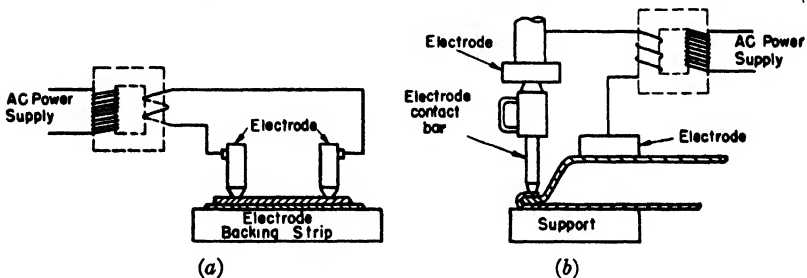 AC Power
Supply
Electrode
Electrode
Backing Strip
(a)
Electrode
Electrode
contact
bar
AC Power
Supply
Electrode
Support
(b)